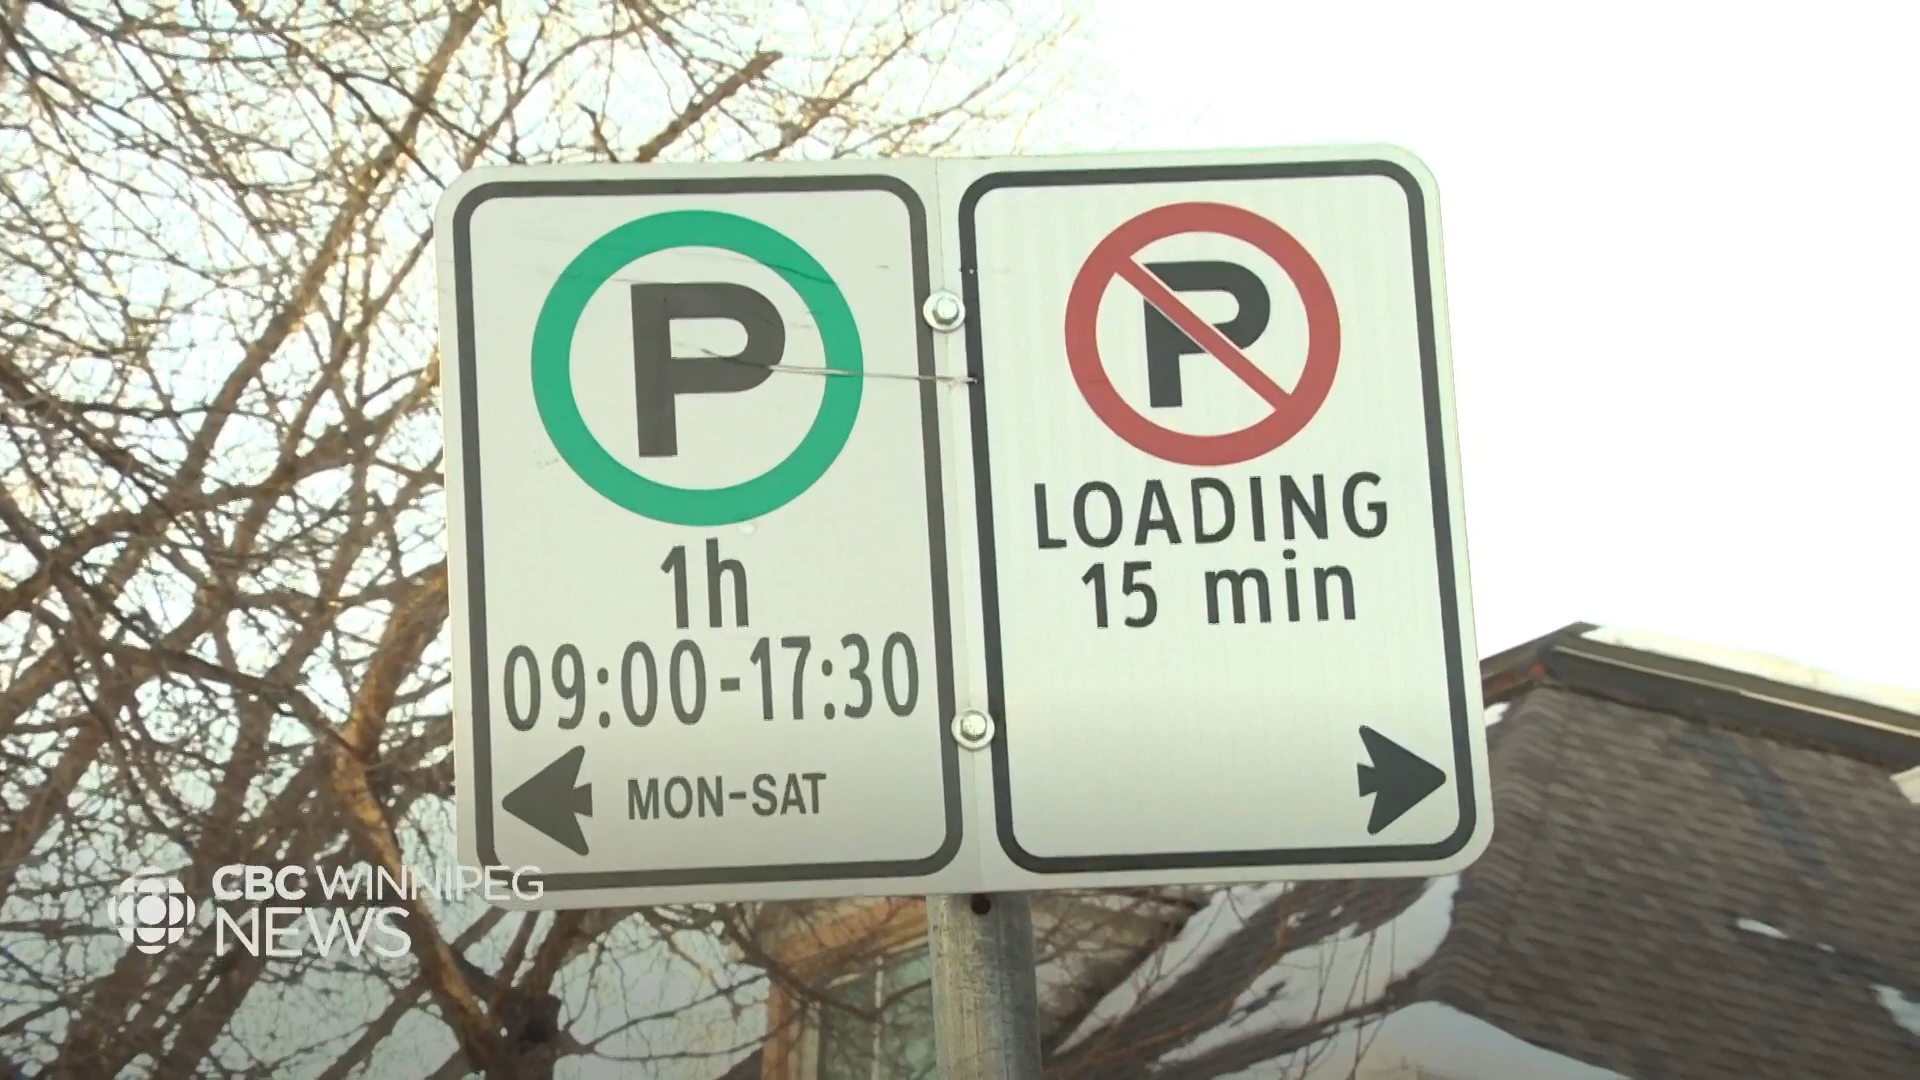 P
1h
09:00-17:30
MON-SAT
P
LOADING
15 min
CBC WINNIPEG
NEWS